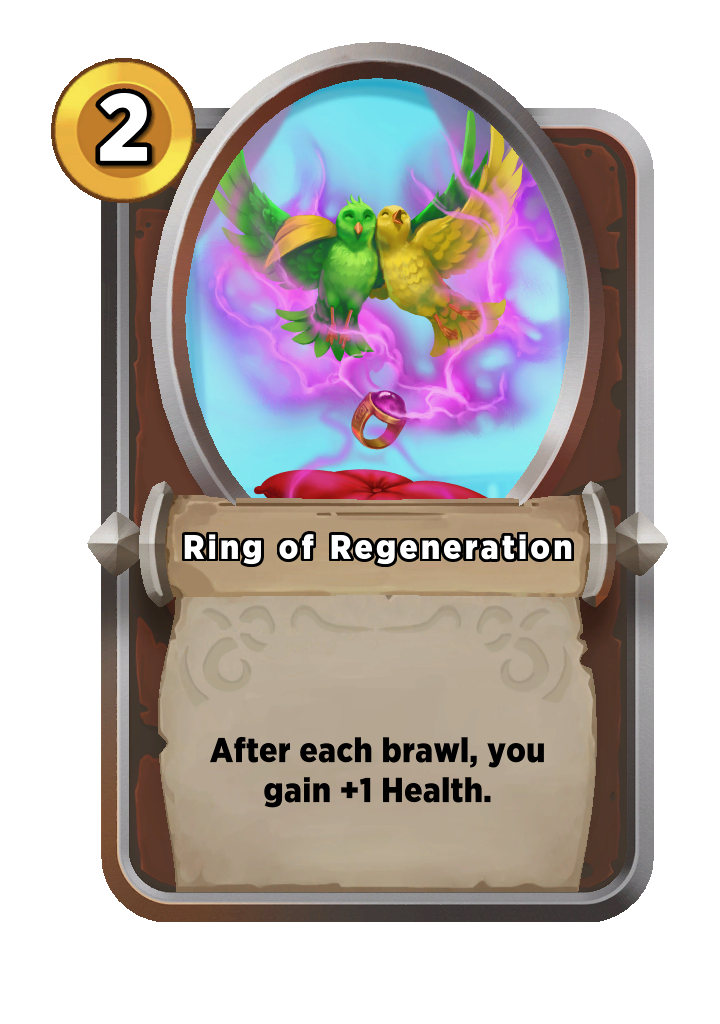 2
Ring of Regeneration
After each brawl, you
gain +1 Health.